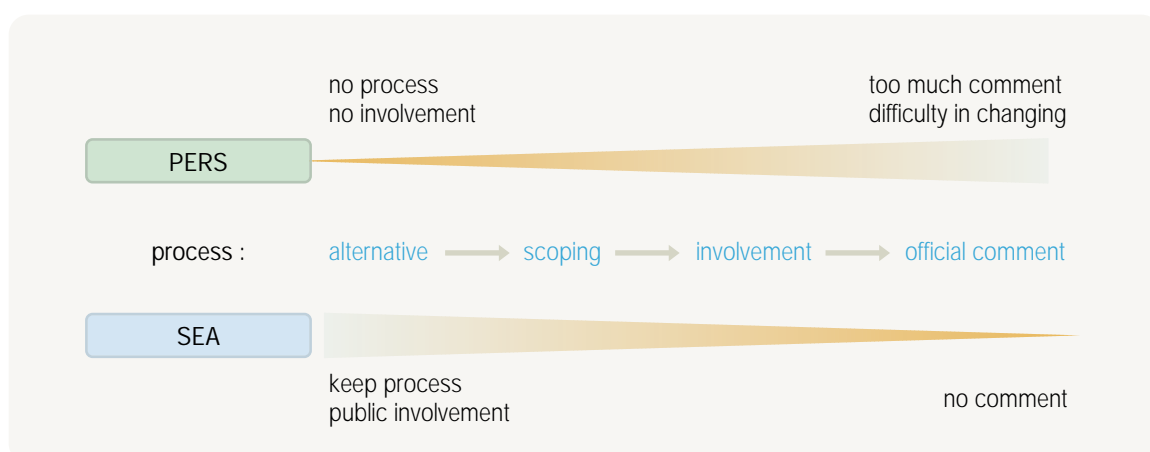 no process
no involvement
too much comment
difficulty in changing
PERS
process : alternative scoping involvement official comment
SEA
keep process
public involvement
no comment